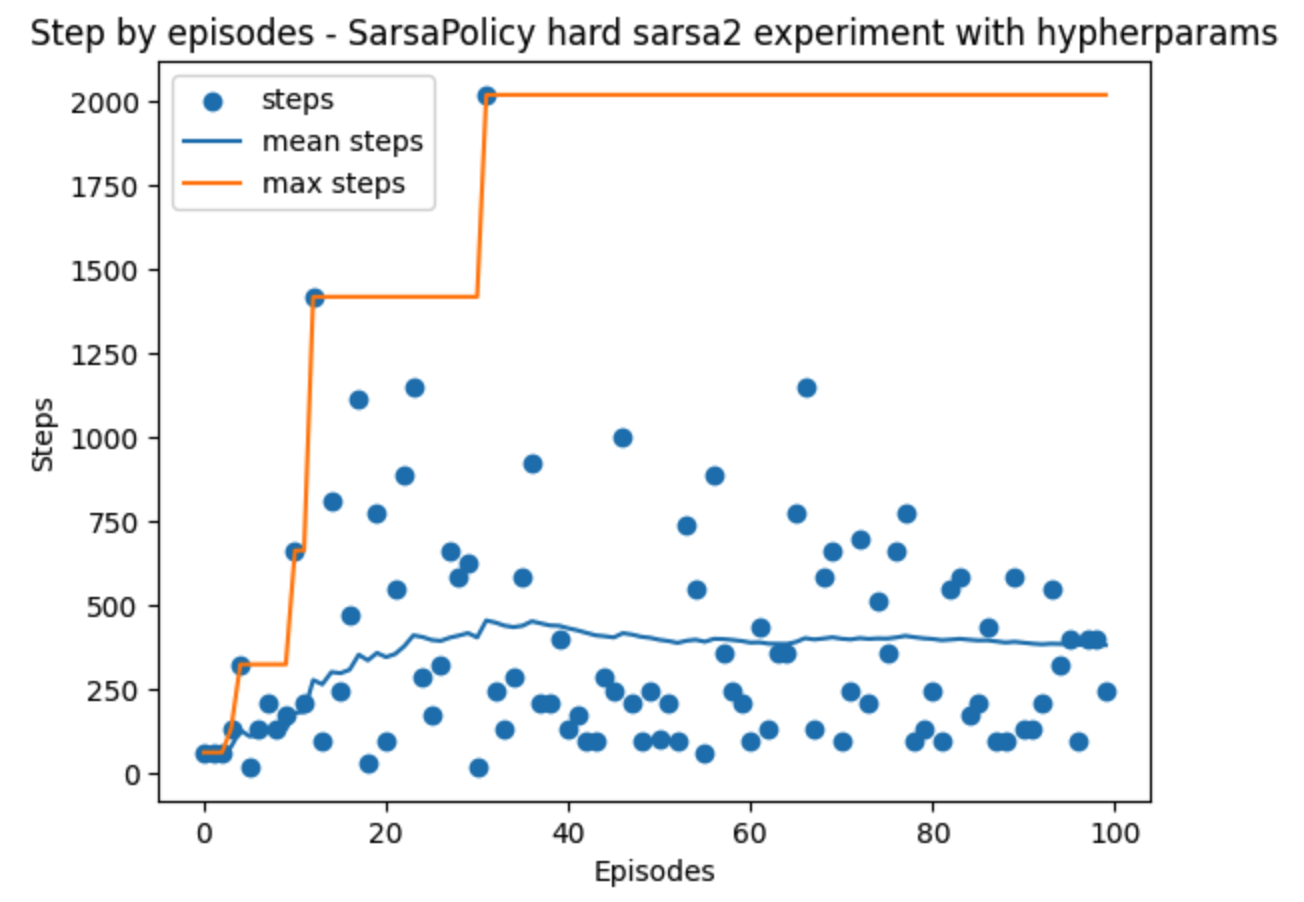 Step by episodes - SarsaPolicy hard sarsa2 experiment with hypherparams
steps
mean steps
max steps
2000
1750
1500
1250
1000
750
500
250
0
Steps
0 20 40 60 80 100
Episodes